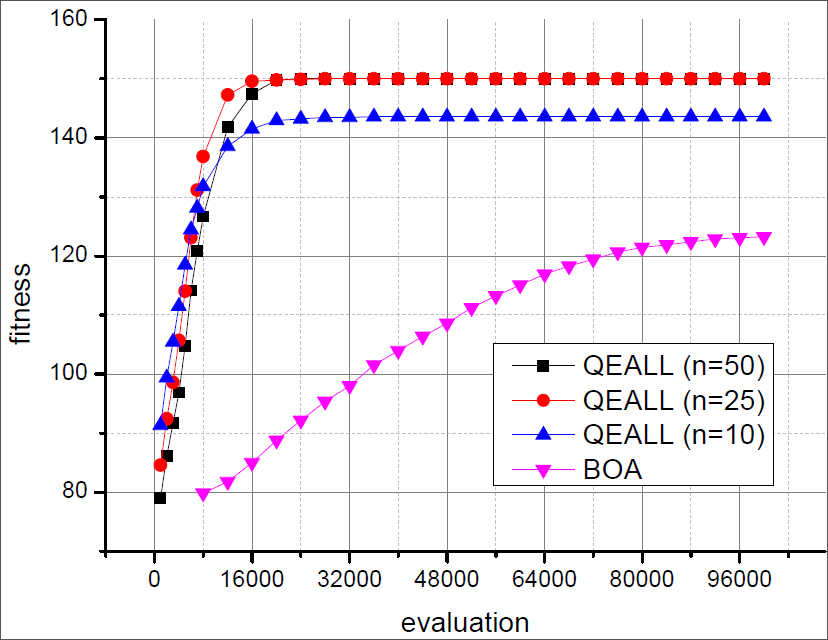 160
140
120
100
80
fitness
QEALL (n=50)
QEALL (n=25)
QEALL (n=10)
BOA
0 16000 32000 48000 64000 80000 96000
evaluation